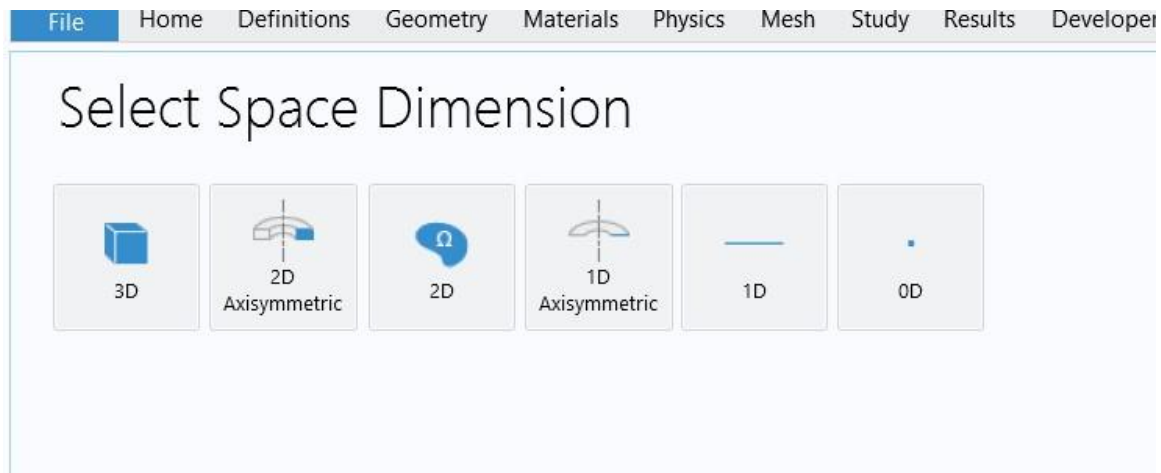 File Home Definitions Geometry Materials Physics Mesh Study Results Developer
Select Space Dimension
3D
2D
Axisymmetric
Ω
2D
1D
Axisymmetric
1D
0D